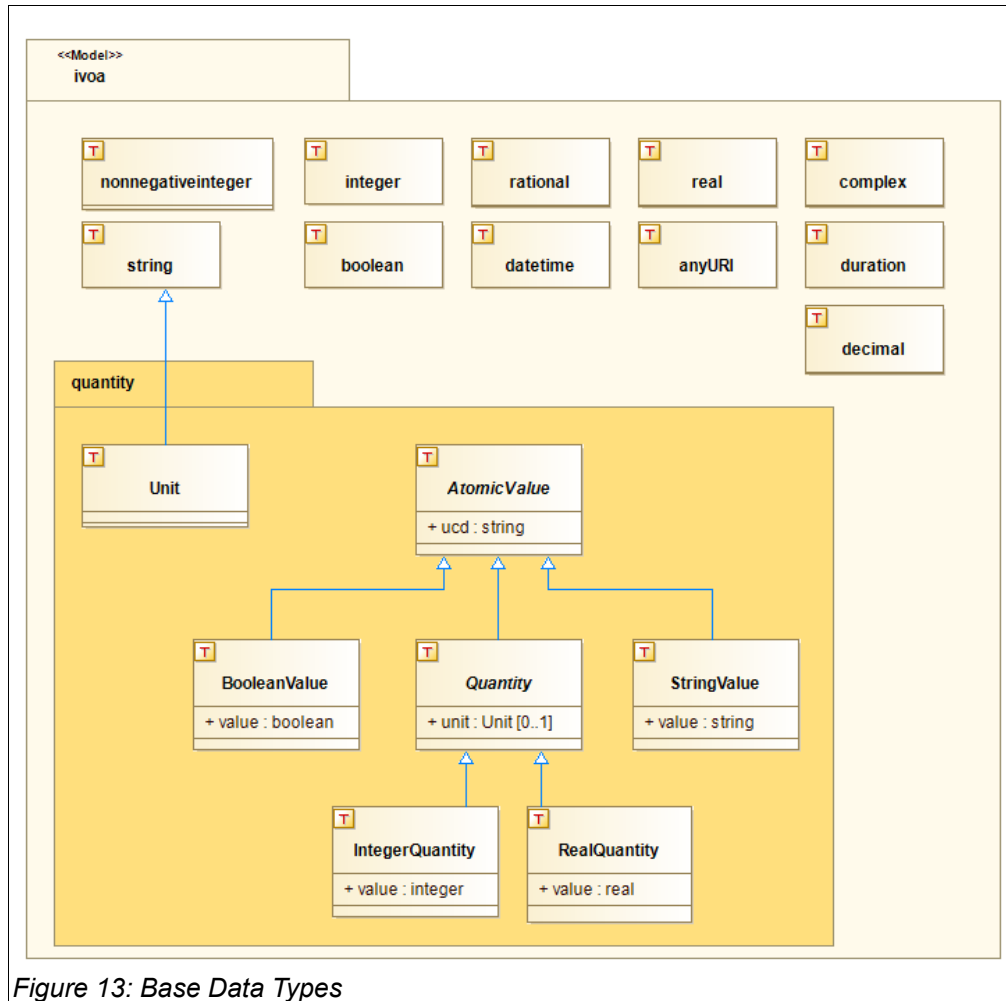 <<Model>>
ivoa
T T T T T
nonnegativeinteger integer rational real complex
T T T T T
string boolean datetime anyURI duration
T
decimal
quantity
T T
Unit AtomicValue
+ ucd : string
T T T
BooleanValue Quantity StringValue
+ value : boolean + unit : Unit [0..1] + value : string
T T
IntegerQuantity RealQuantity
+ value : integer + value : real
Figure 13: Base Data Types